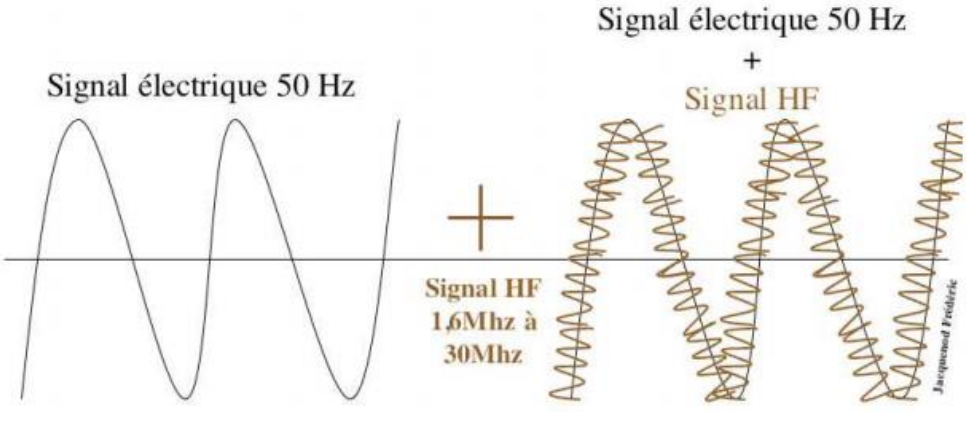 Signal électrique 50 Hz
Signal électrique 50 Hz
+
Signal HF
+
Signal HF
1,6Mhz à
30Mhz
Jacquenod Frédéric